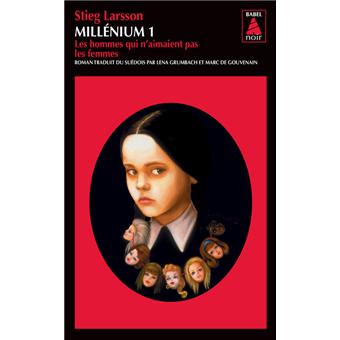 Stieg Larsson
MILLÉNIUM 1
Les hommes qui n'aimaient pas
les femmes
ROMAN TRADUIT DU SUÉDOIS PAR LENA GRUMBACH ET MARC DE GOUVENAIN
BABEL
noir